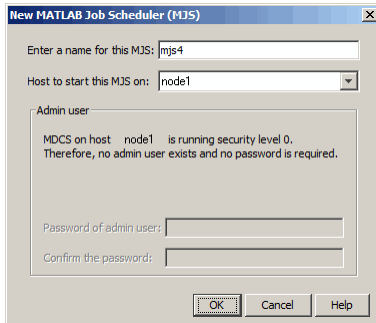 New MATLAB Job Scheduler (MJS)
Enter a name for this MJS: mjs4
Host to start this MJS on: node1
Admin user
MDCS on host node1 is running security level 0.
Therefore, no admin user exists and no password is required.
Password of admin user:
Confirm the password:
OK Cancel Help